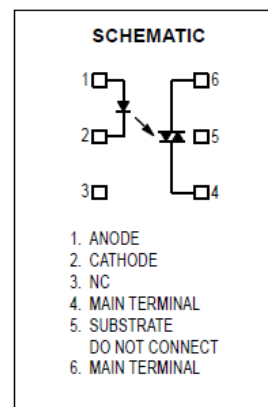 SCHEMATIC
1 6
2 5
3 4
1. ANODE
2. CATHODE
3. NC
4. MAIN TERMINAL
5. SUBSTRATE
DO NOT CONNECT
6. MAIN TERMINAL